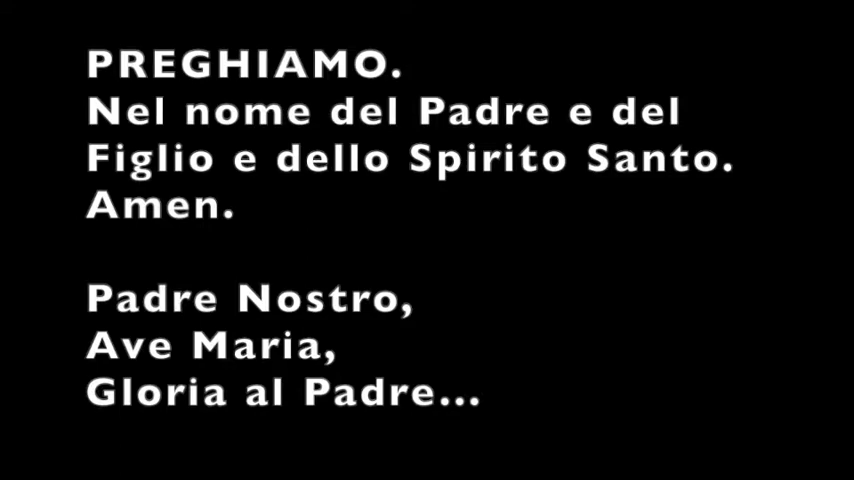 PREGHIAMO.
Nel nome del Padre e del
Figlio e dello Spirito Santo.
Amen.
Padre Nostro,
Ave Maria,
Gloria al Padre...